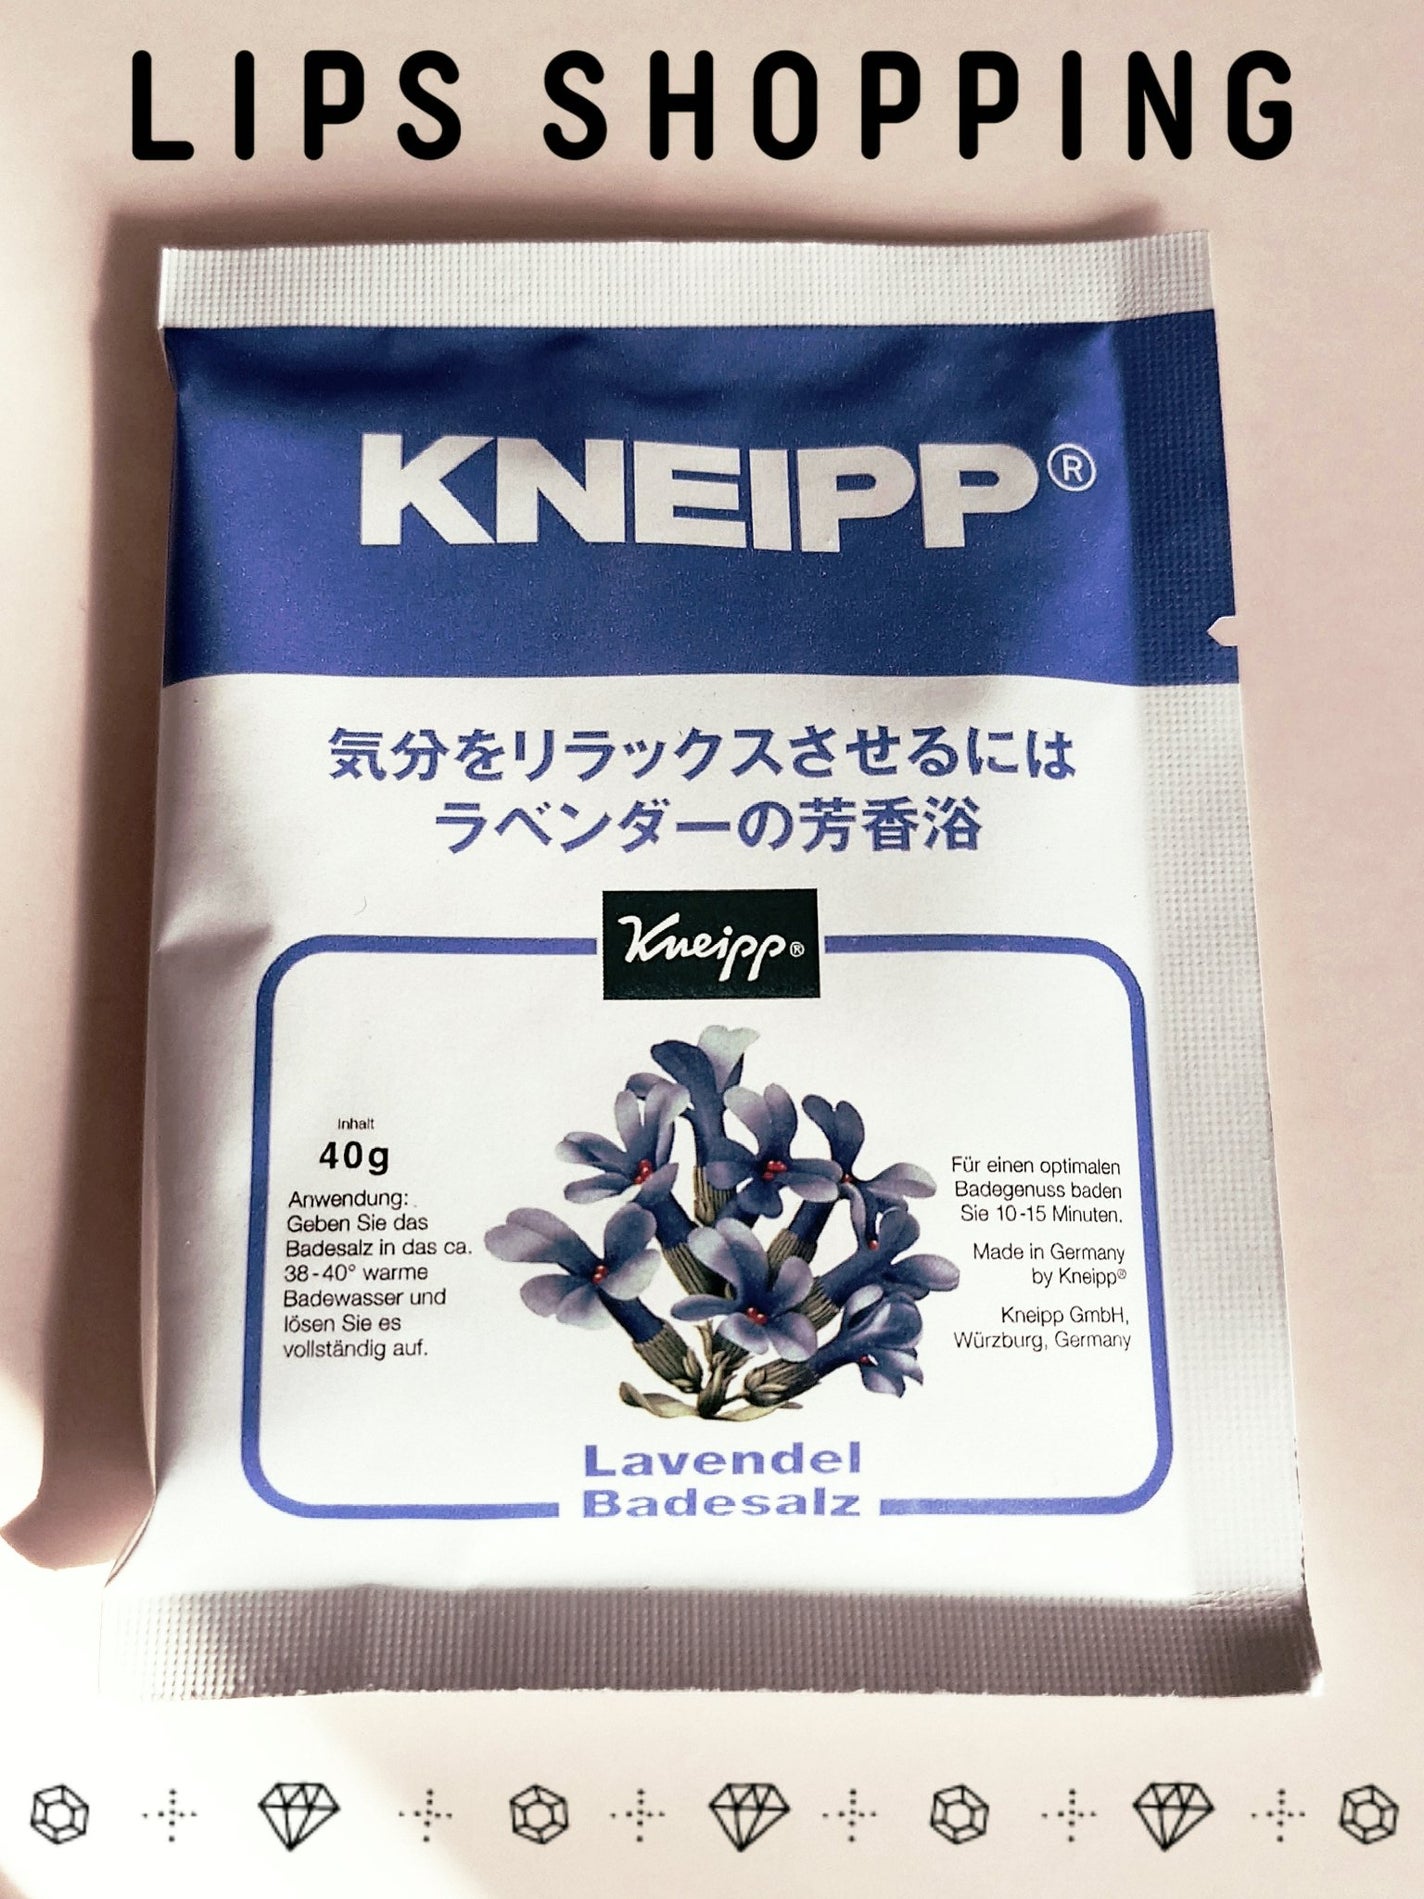 LIPS SHOPPING
KNEIPP®
気分をリラックスさせるには
ラベンダーの芳香浴
Kneipp®
Inhalt
40g
Anwendung:
Geben Sie das
Badesalz in das ca.
38-40° warme
Badewasser und
lösen Sie es
vollständig auf.
Für einen optimalen
Badegenuss baden
Sie 10-15 Minuten.
Made in Germany
by Kneipp®
Kneipp GmbH,
Würzburg, Germany
Lavendel
Badesalz